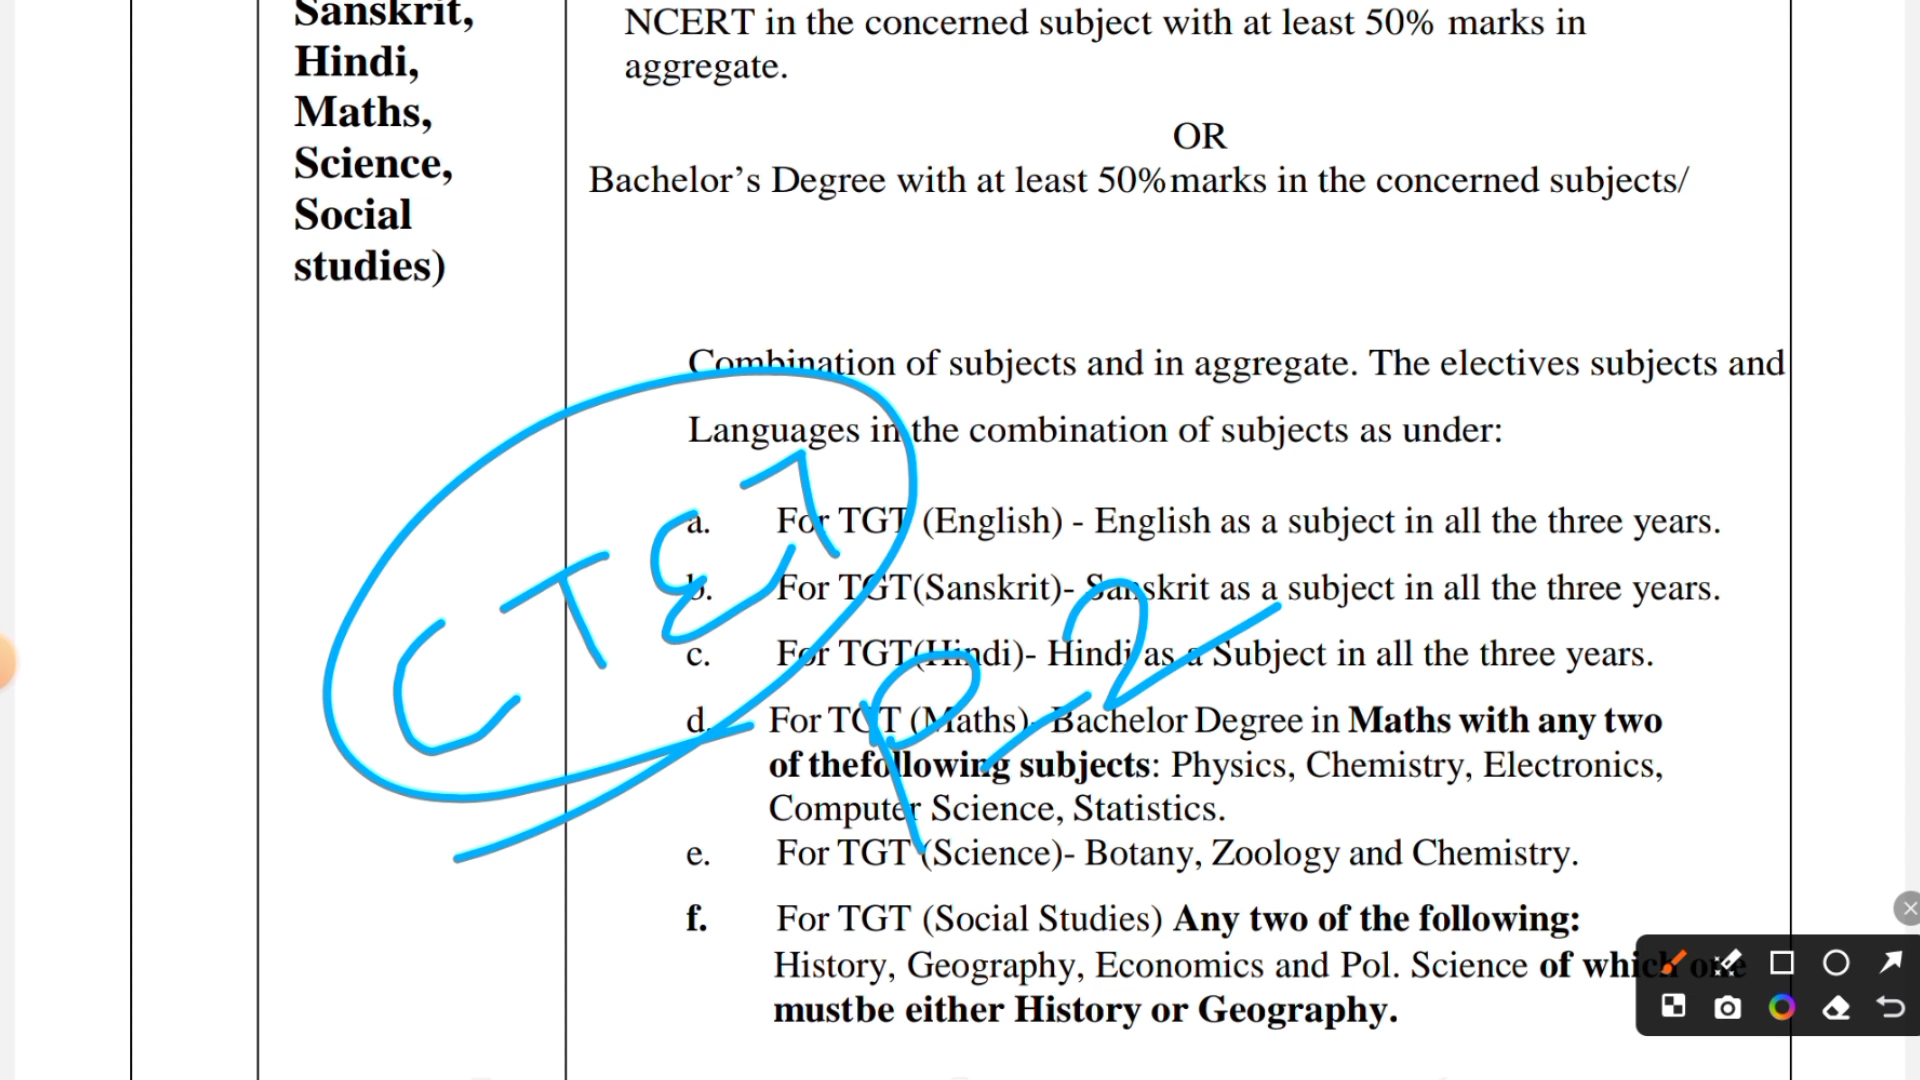 Sanskrit,
Hindi,
Maths,
Science,
Social
studies)
NCERT in the concerned subject with at least 50% marks in
aggregate.
OR
Bachelor’s Degree with at least 50%marks in the concerned subjects/
Combination of subjects and in aggregate. The electives subjects and
Languages in the combination of subjects as under:
a. For TGT (English) - English as a subject in all the three years.
b. For TGT(Sanskrit)- Sanskrit as a subject in all the three years.
c. For TGT(Hindi)- Hindi as a Subject in all the three years.
d. For TGT (Maths)- Bachelor Degree in Maths with any two
of thefollowing subjects: Physics, Chemistry, Electronics,
Computer Science, Statistics.
e. For TGT (Science)- Botany, Zoology and Chemistry.
f. For TGT (Social Studies) Any two of the following:
History, Geography, Economics and Pol. Science of which one
mustbe either History or Geography.
CTET
P-2